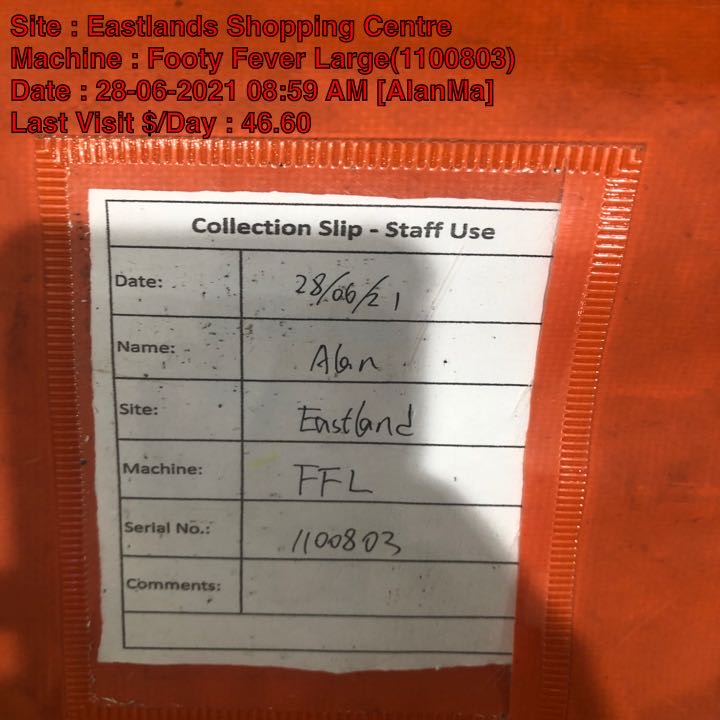 Site : Eastlands Shopping Centre
Machine : Footy Fever Large(1100803)
Date : 28-06-2021 08:59 AM [AlanMa]
Last Visit $/Day : 46.60
Collection Slip - Staff Use
Date: 28/06/21
Name: Alan
Site: Eastland
Machine: FFL
Serial No.: 1100803
Comments: